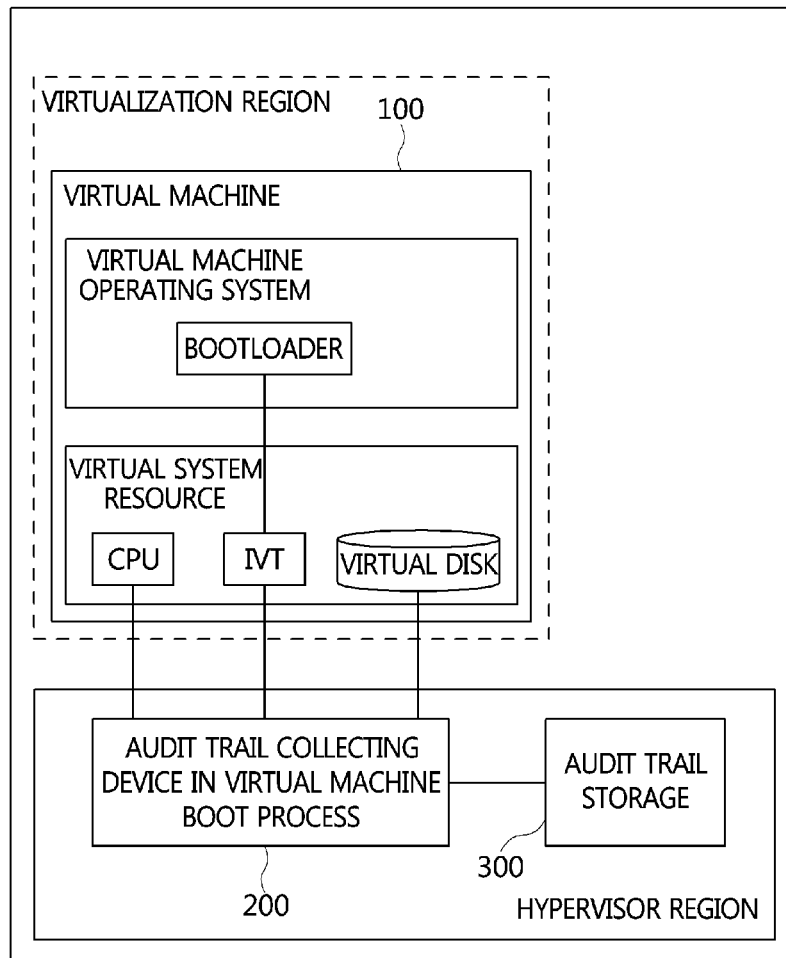 VIRTUALIZATION REGION
100
VIRTUAL MACHINE
VIRTUAL MACHINE
OPERATING SYSTEM
BOOTLOADER
VIRTUAL SYSTEM
RESOURCE
CPU
IVT
VIRTUAL DISK
AUDIT TRAIL COLLECTING
DEVICE IN VIRTUAL MACHINE
BOOT PROCESS
AUDIT TRAIL
STORAGE
200
300
HYPERVISOR REGION